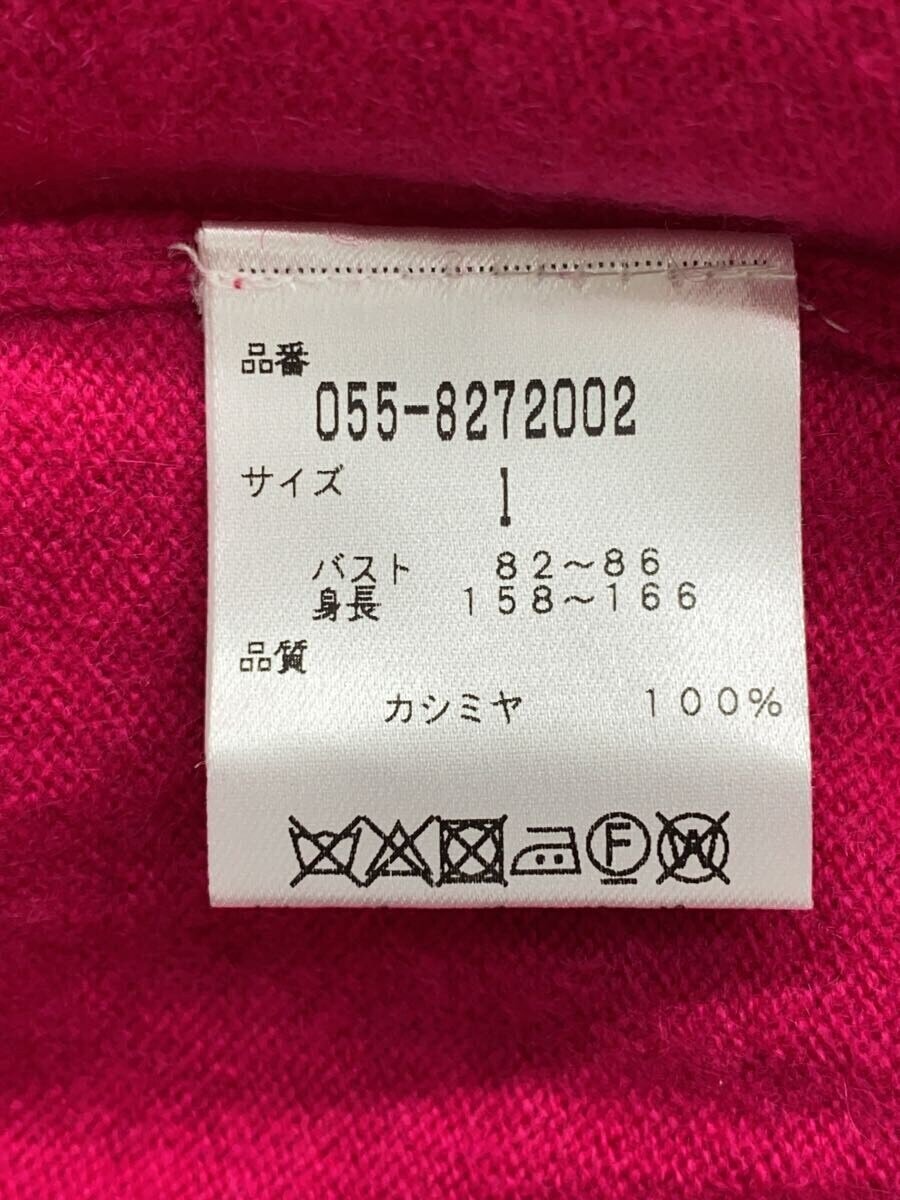 品番
055-8272002
サイズ 1
バスト 82～86
身長 158～166
品質
カシミヤ 100%
F
W